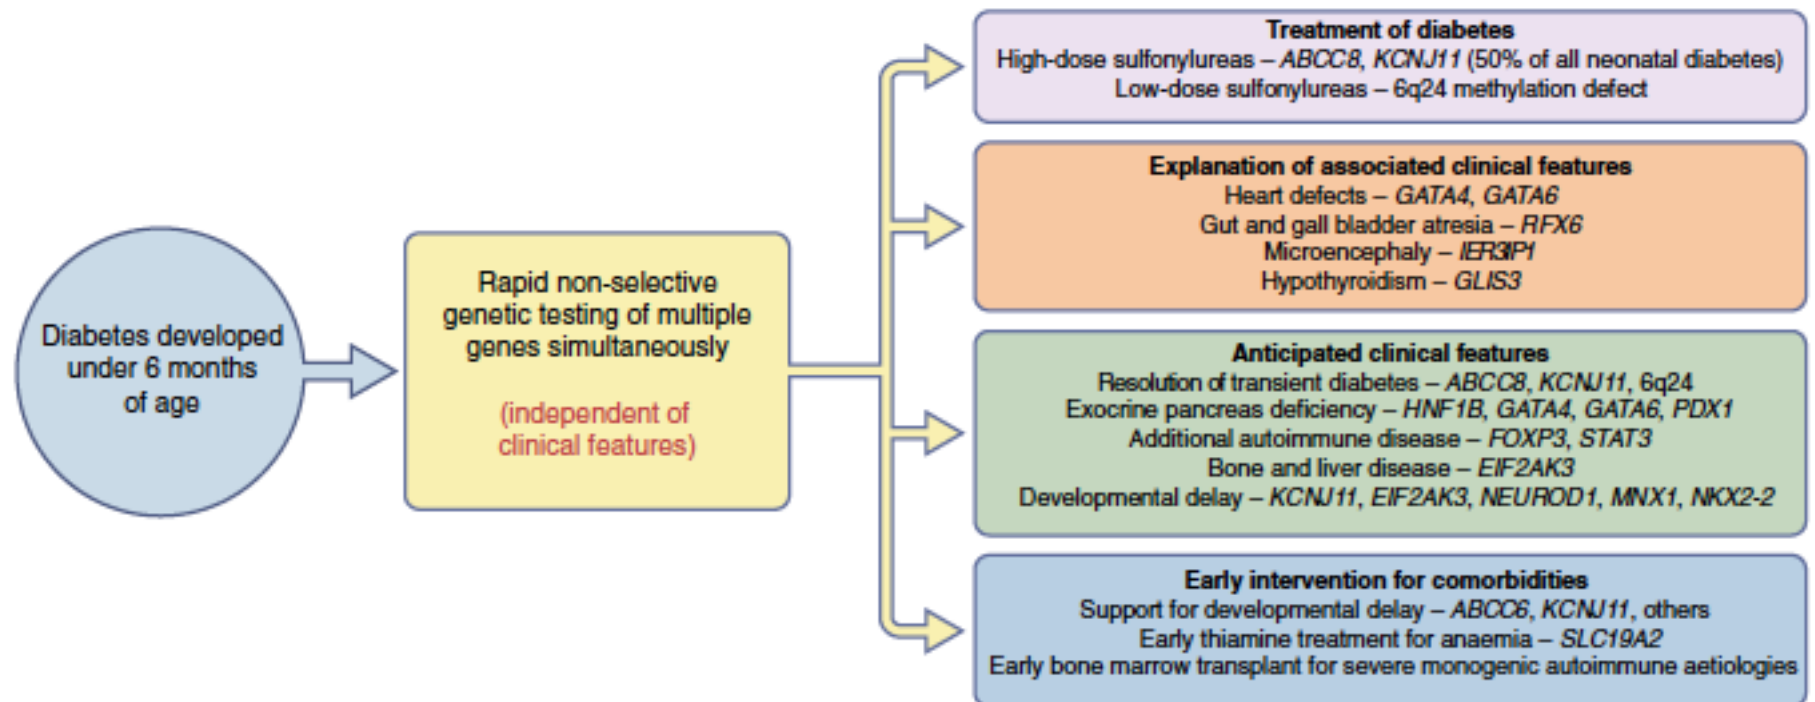 Diabetes developed
under 6 months
of age
Rapid non-selective
genetic testing of multiple
genes simultaneously
(independent of
clinical features)
Treatment of diabetes
High-dose sulfonylureas – ABCC8, KCNJ11 (50% of all neonatal diabetes)
Low-dose sulfonylureas – 6q24 methylation defect
Explanation of associated clinical features
Heart defects – GATA4, GATA6
Gut and gall bladder atresia – RFX6
Microencephaly – IER3IP1
Hypothyroidism – GLIS3
Anticipated clinical features
Resolution of transient diabetes – ABCC8, KCNJ11, 6q24
Exocrine pancreas deficiency – HNF1B, GATA4, GATA6, PDX1
Additional autoimmune disease – FOXP3, STAT3
Bone and liver disease – EIF2AK3
Developmental delay – KCNJ11, EIF2AK3, NEUROD1, MNX1, NKX2-2
Early intervention for comorbidities
Support for developmental delay – ABCC6, KCNJ11, others
Early thiamine treatment for anaemia – SLC19A2
Early bone marrow transplant for severe monogenic autoimmune aetiologies